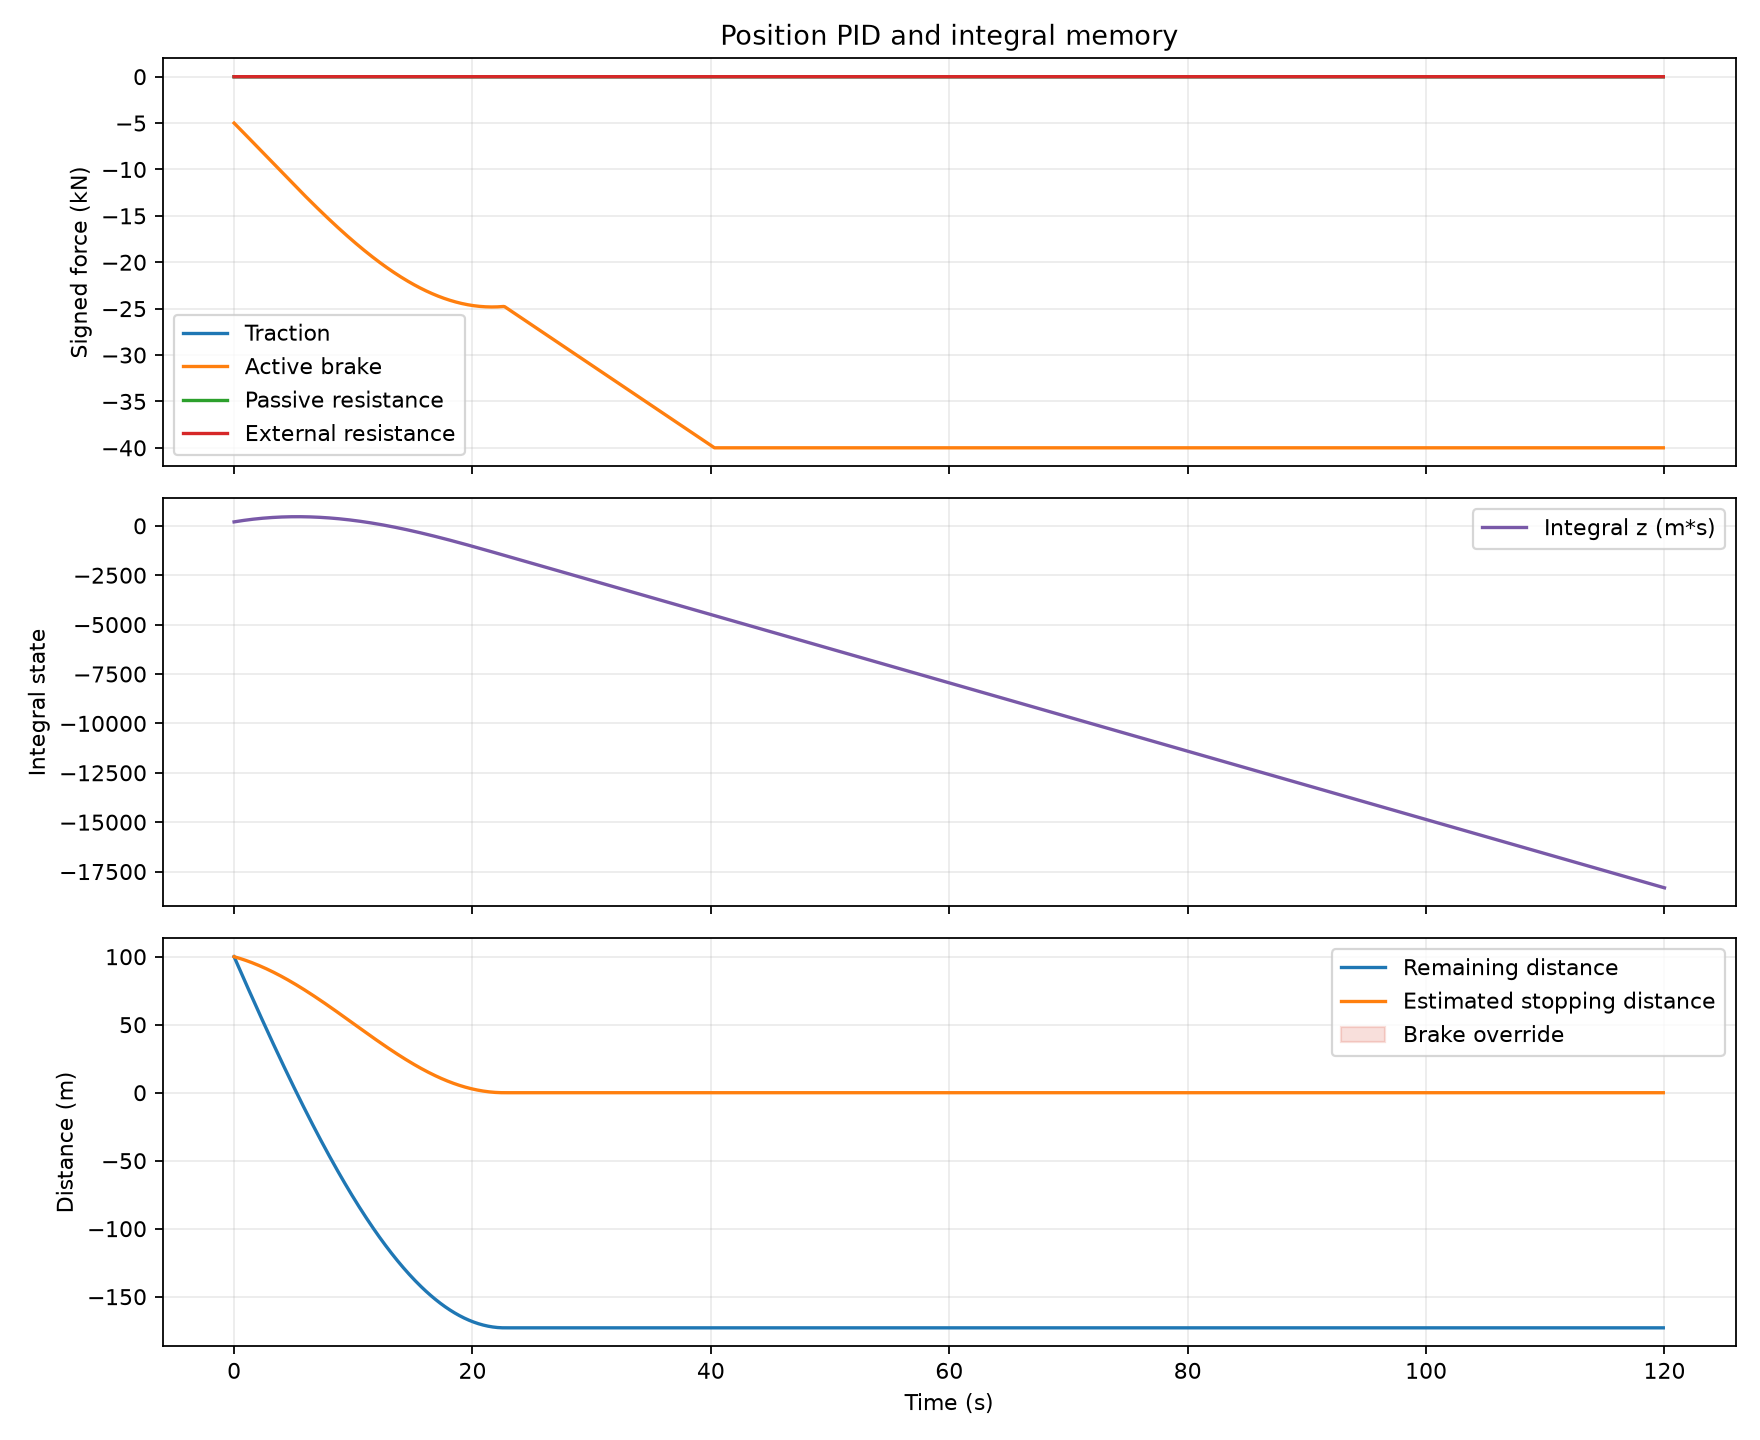 Position PID and integral memory
Signed force (kN)
0
−5
−10
−15
−20
−25
−30
−35
−40
Traction
Active brake
Passive resistance
External resistance
Integral state
0
−2500
−5000
−7500
−10000
−12500
−15000
−17500
Integral z (m*s)
Distance (m)
100
50
0
−50
−100
−150
Remaining distance
Estimated stopping distance
Brake override
0 20 40 60 80 100 120
Time (s)